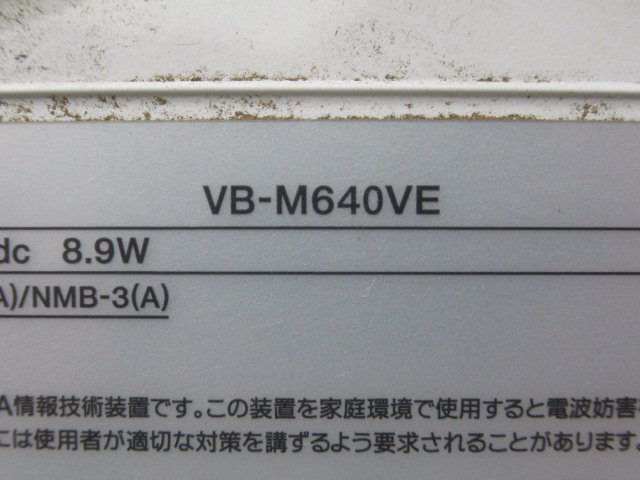 VB-M640VE
dc 8.9W
A)/NMB-3(A)
A情報技術装置です。この装置を家庭環境で使用すると電波妨害
には使用者が適切な対策を講ずるよう要求されることがあります。